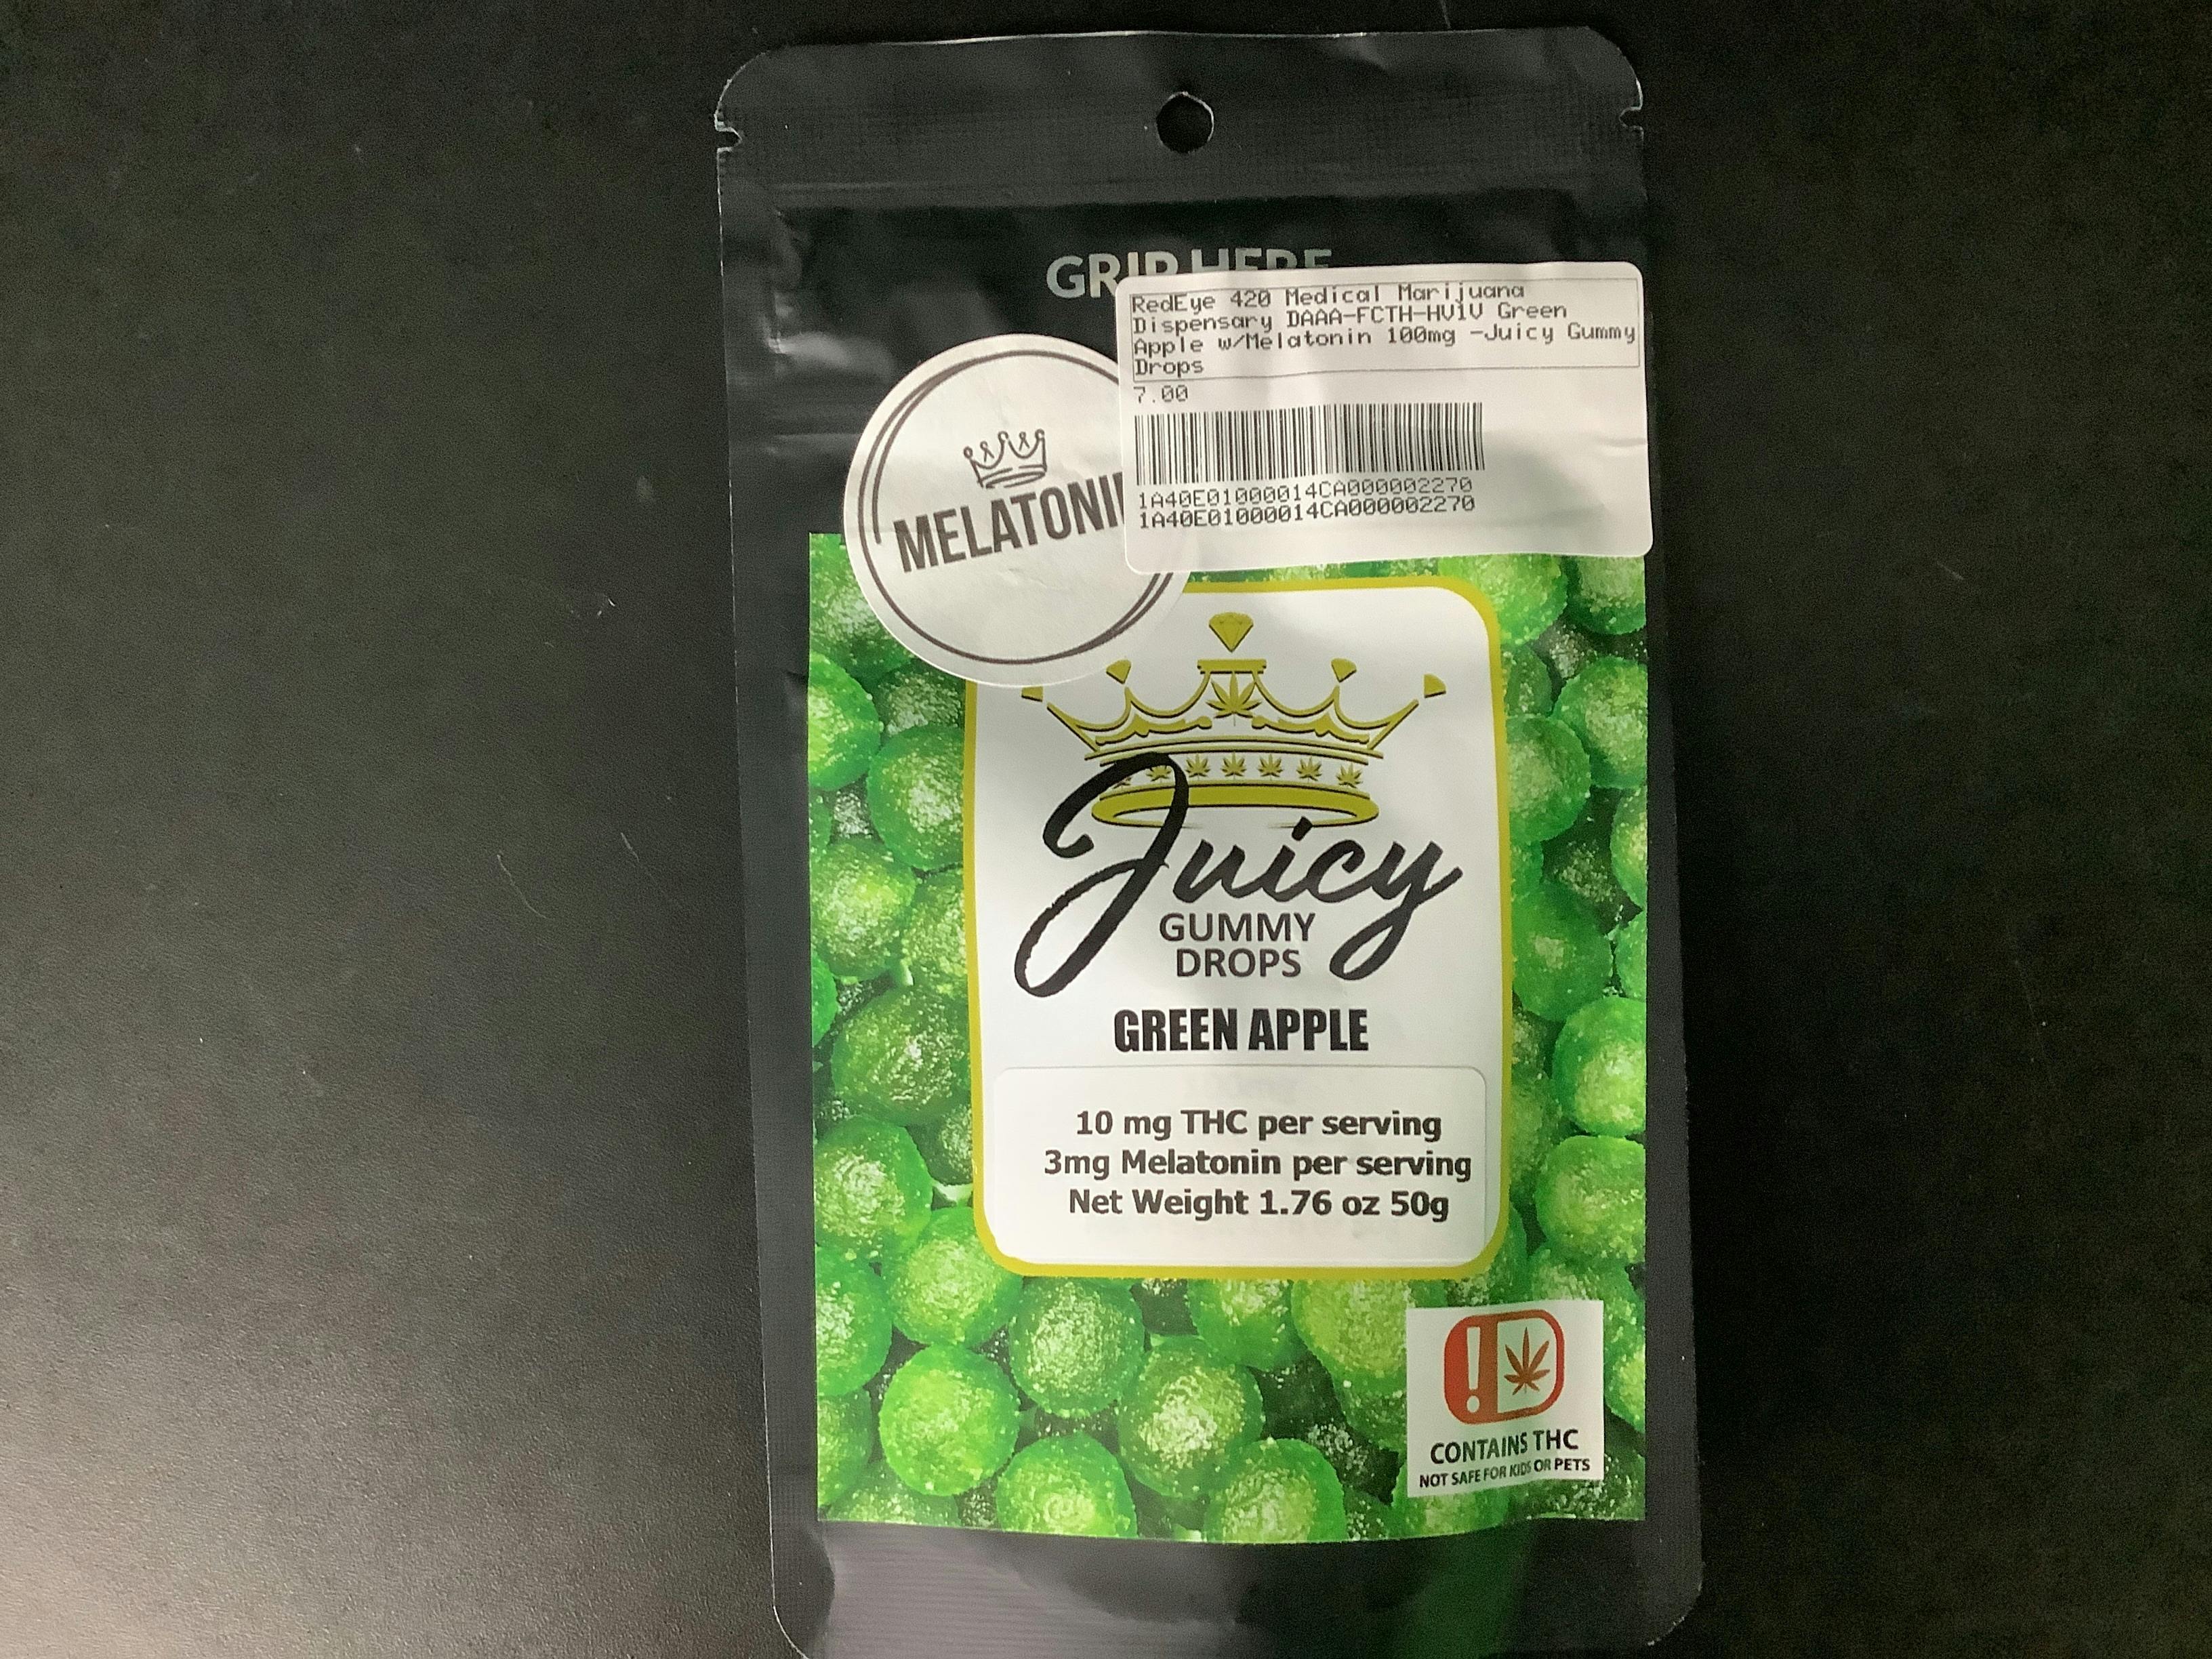 GRIP HERE
RedEye 420 Medical Marijuana
Dispensary DAAA-FCTH-HV1V Green
Apple w/Melatonin 100mg -Juicy Gummy
Drops
7.00
1A40E01000014CA000002270
1A40E01000014CA000002270
MELATONI
Juicy
GUMMY
DROPS
GREEN APPLE
10 mg THC per serving
3mg Melatonin per serving
Net Weight 1.76 oz 50g
!
CONTAINS THC
NOT SAFE FOR KIDS OR PETS